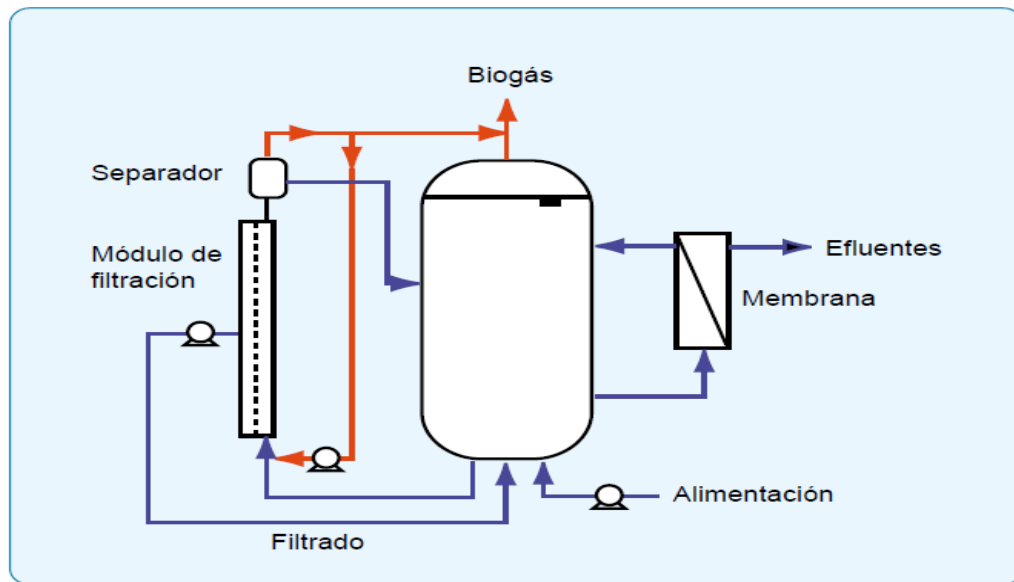 Biogás
Separador
Módulo de
filtración
Efluentes
Membrana
Alimentación
Filtrado